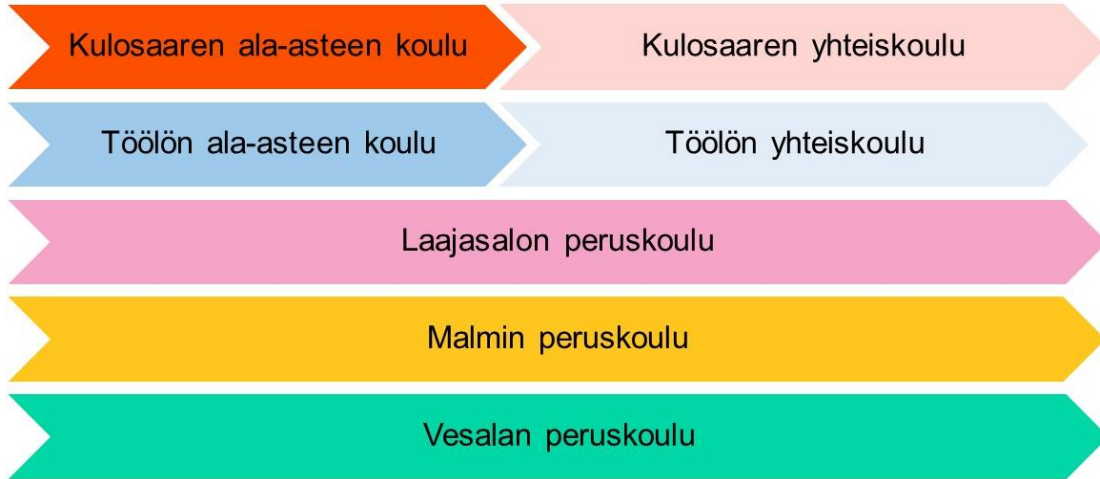 Kulosaaren ala-asteen koulu
Kulosaaren yhteiskoulu
Töölön ala-asteen koulu
Töölön yhteiskoulu
Laajasalon peruskoulu
Malmin peruskoulu
Vesalan peruskoulu